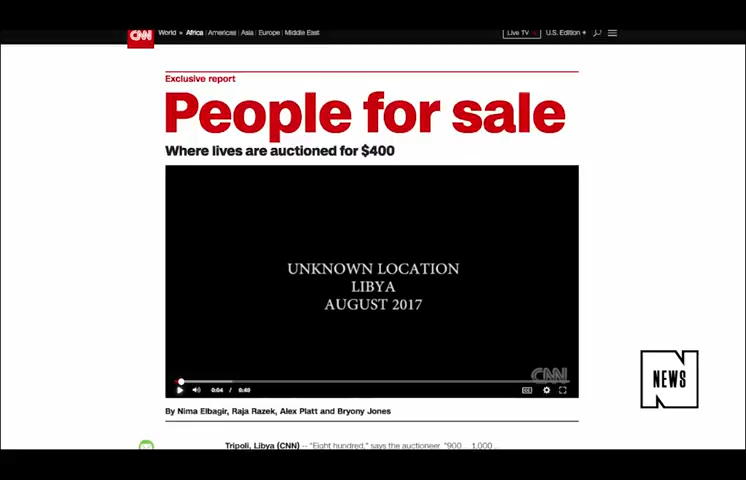 CNN World » Africa | Americas | Asia | Europe | Middle East Live TV U.S. Edition +
Exclusive report
People for sale
Where lives are auctioned for $400
UNKNOWN LOCATION
LIBYA
AUGUST 2017
CNN
0:04 / 0:49
CC
NEWS
By Nima Elbagir, Raja Razek, Alex Platt and Bryony Jones
Tripoli, Libya (CNN) -- "Eight hundred," says the auctioneer. "900 ... 1,000 ...